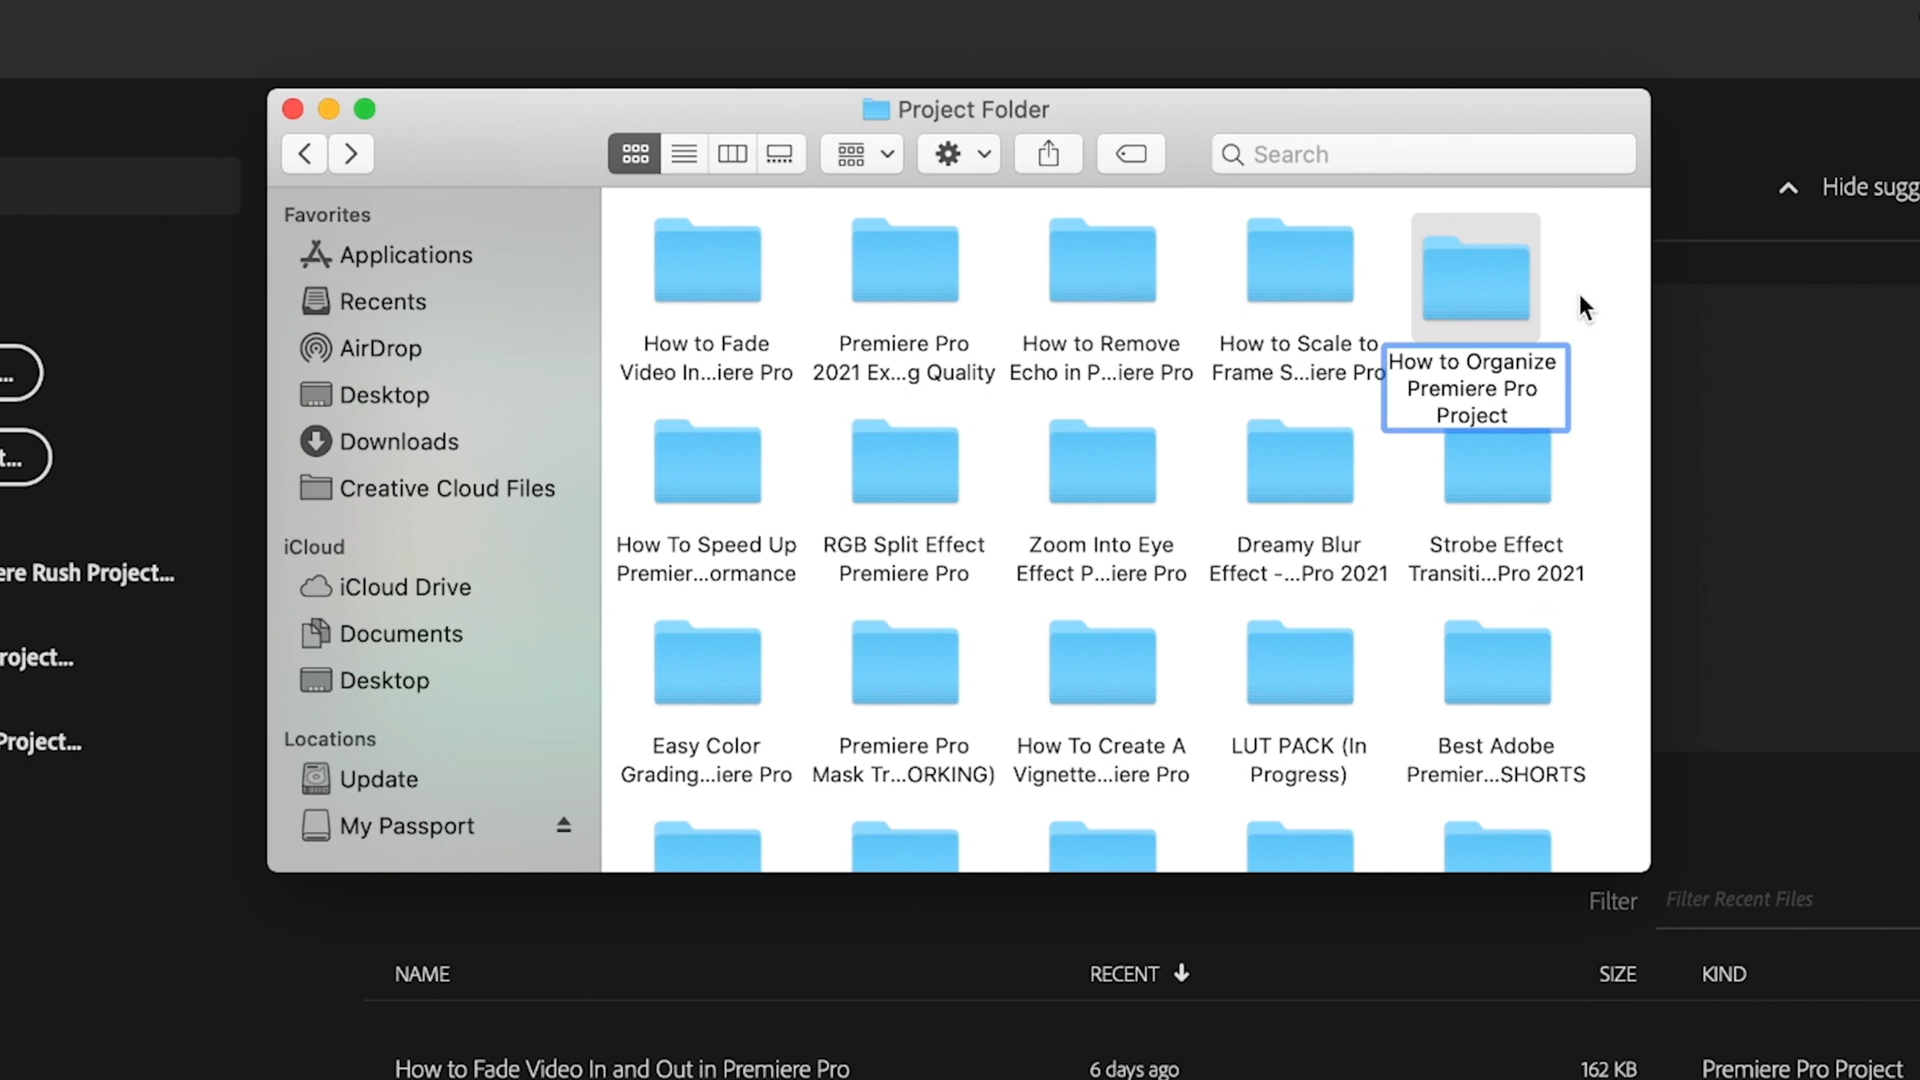 Project Folder
Search
Hide sugg
Favorites
Applications
Recents
AirDrop
Desktop
Downloads
Creative Cloud Files
iCloud
iCloud Drive
Documents
Desktop
Locations
Update
My Passport
How to Fade
Video In...iere Pro
Premiere Pro
2021 Ex...g Quality
How to Remove
Echo in P...iere Pro
How to Scale to
Frame S...iere Pro
How to Organize
Premiere Pro
Project
How To Speed Up
Premier...ormance
RGB Split Effect
Premiere Pro
Zoom Into Eye
Effect P...iere Pro
Dreamy Blur
Effect -...Pro 2021
Strobe Effect
Transiti...Pro 2021
Easy Color
Grading...iere Pro
Premiere Pro
Mask Tr...ORKING)
How To Create A
Vignette...iere Pro
LUT PACK (In
Progress)
Best Adobe
Premier...SHORTS
...
t...
ere Rush Project...
roject...
Project...
Filter
Filter Recent Files
NAME
RECENT
SIZE
KIND
How to Fade Video In and Out in Premiere Pro
6 days ago
162 KB
Premiere Pro Project